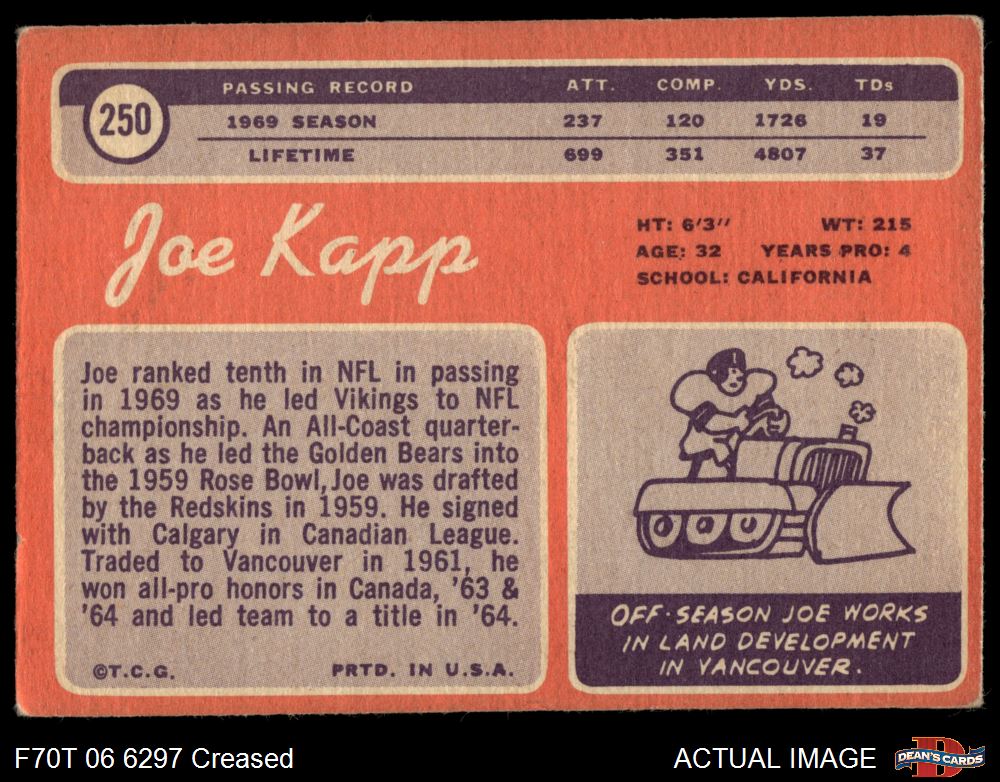 250
PASSING RECORD ATT. COMP. YDS. TDs
1969 SEASON 237 120 1726 19
LIFETIME 699 351 4807 37
Joe Kapp
HT: 6'3" WT: 215
AGE: 32 YEARS PRO: 4
SCHOOL: CALIFORNIA
Joe ranked tenth in NFL in passing
in 1969 as he led Vikings to NFL
championship. An All-Coast quarter-
back as he led the Golden Bears into
the 1959 Rose Bowl, Joe was drafted
by the Redskins in 1959. He signed
with Calgary in Canadian League.
Traded to Vancouver in 1961, he
won all-pro honors in Canada, '63 &
'64 and led team to a title in '64.
©T.C.G. PRTD. IN U.S.A.
OFF-SEASON JOE WORKS
IN LAND DEVELOPMENT
IN VANCOUVER.
F70T 06 6297 Creased
ACTUAL IMAGE
D
DEAN'S CARDS